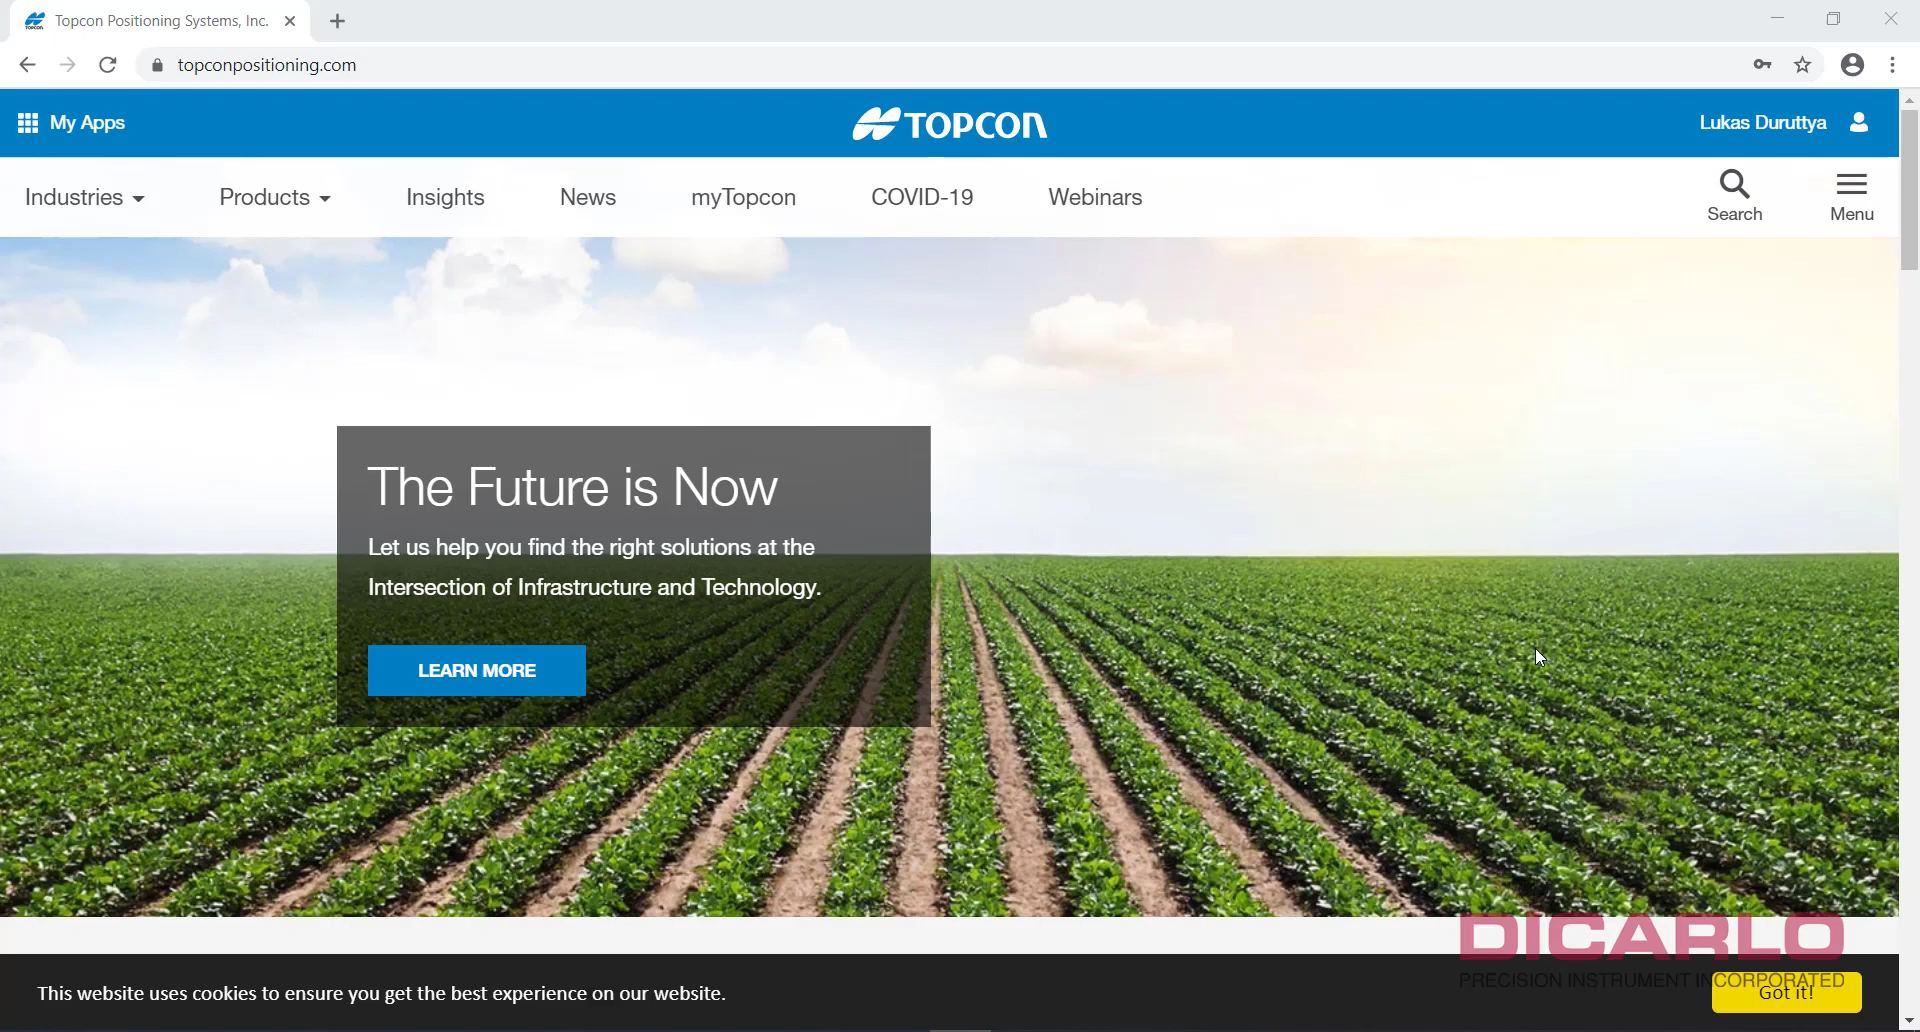 Topcon Positioning Systems, Inc.
topconpositioning.com
My Apps
TOPCON
Lukas Duruttya
Industries
Products
Insights
News
myTopcon
COVID-19
Webinars
Search
Menu
The Future is Now
Let us help you find the right solutions at the
Intersection of Infrastructure and Technology.
LEARN MORE
DICARLO
PRECISION INSTRUMENT INCORPORATED
This website uses cookies to ensure you get the best experience on our website.
Got it!